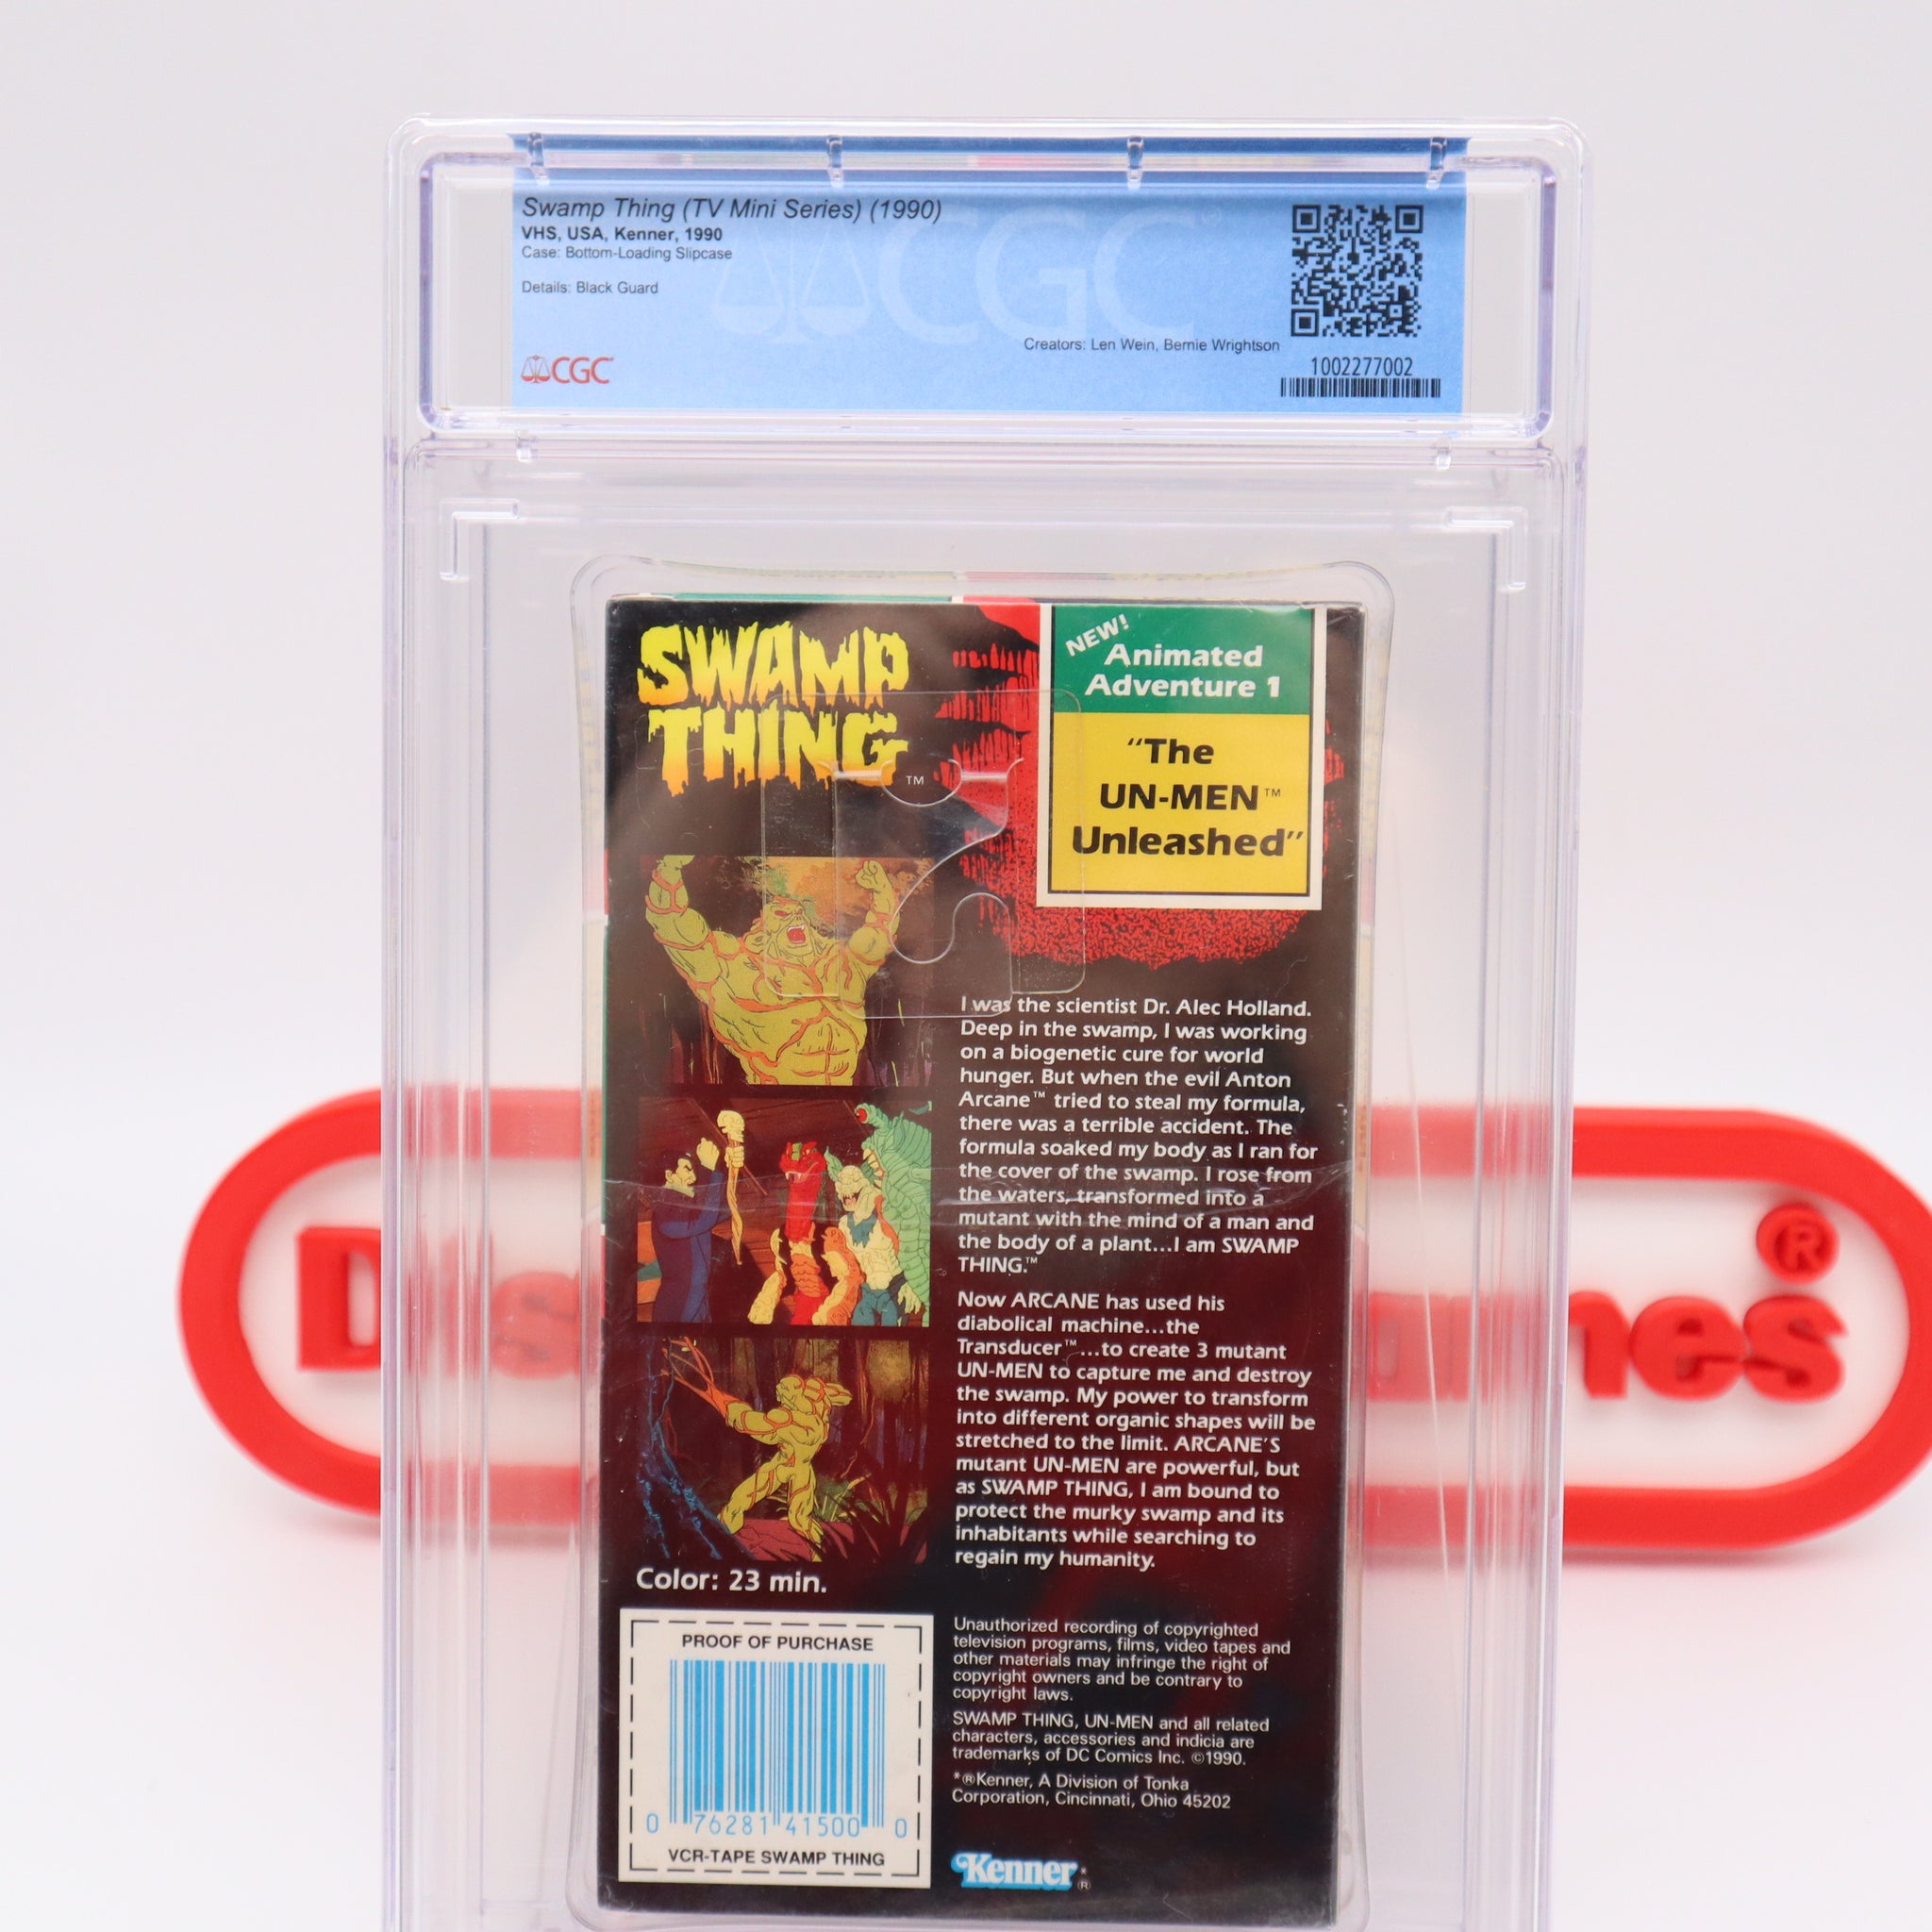 Swamp Thing (TV Mini Series) (1990)
VHS, USA, Kenner, 1990
Case: Bottom-Loading Slipcase
Details: Black Guard
CGC
Creators: Len Wein, Bernie Wrightson
CGC
1002277002
SWAMP
THING™
NEW!
Animated
Adventure 1
"The
UN-MEN™
Unleashed"
I was the scientist Dr. Alec Holland.
Deep in the swamp, I was working
on a biogenetic cure for world
hunger. But when the evil Anton
Arcane™ tried to steal my formula,
there was a terrible accident. The
formula soaked my body as I ran for
the cover of the swamp. I rose from
the waters, transformed into a
mutant with the mind of a man and
the body of a plant...I am SWAMP
THING.™
Now ARCANE has used his
diabolical machine...the
Transducer™...to create 3 mutant
UN-MEN to capture me and destroy
the swamp. My power to transform
into different organic shapes will be
stretched to the limit. ARCANE'S
mutant UN-MEN are powerful, but
as SWAMP THING, I am bound to
protect the murky swamp and its
inhabitants while searching to
regain my humanity.
Color: 23 min.
PROOF OF PURCHASE
0 76281 41500 0
VCR-TAPE SWAMP THING
Unauthorized recording of copyrighted
television programs, films, video tapes and
other materials may infringe the right of
copyright owners and be contrary to
copyright laws.
SWAMP THING, UN-MEN and all related
characters, accessories and indicia are
trademarks of DC Comics Inc. ©1990.
*®Kenner, A Division of Tonka
Corporation, Cincinnati, Ohio 45202
Kenner*®